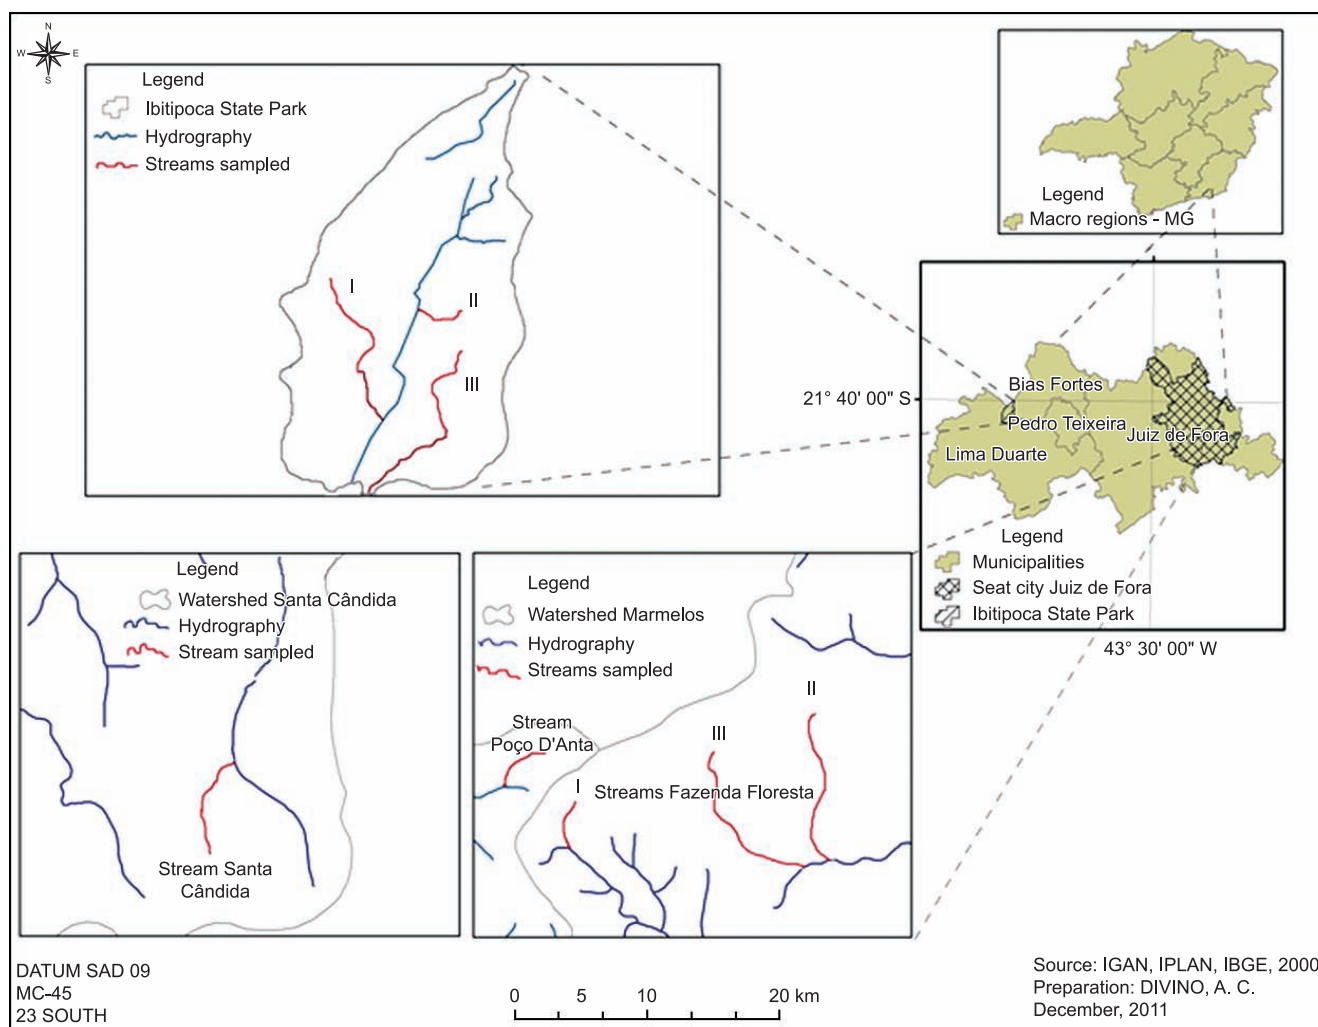 N
W E
S
Legend
Ibitipoca State Park
Hydrography
Streams sampled
I
II
III
Legend
Macro regions - MG
21° 40' 00" S
Bias Fortes
Pedro Teixeira
Juiz de Fora
Lima Duarte
Legend
Municipalities
Seat city Juiz de Fora
Ibitipoca State Park
43° 30' 00" W
Legend
Watershed Santa Cândida
Hydrography
Stream sampled
Stream Santa
Cândida
Legend
Watershed Marmelos
Hydrography
Streams sampled
II
III
Stream
Poço D'Anta
I
Streams Fazenda Floresta
DATUM SAD 09
MC-45
23 SOUTH
0 5 10 20 km
Source: IGAN, IPLAN, IBGE, 2000
Preparation: DIVINO, A. C.
December, 2011